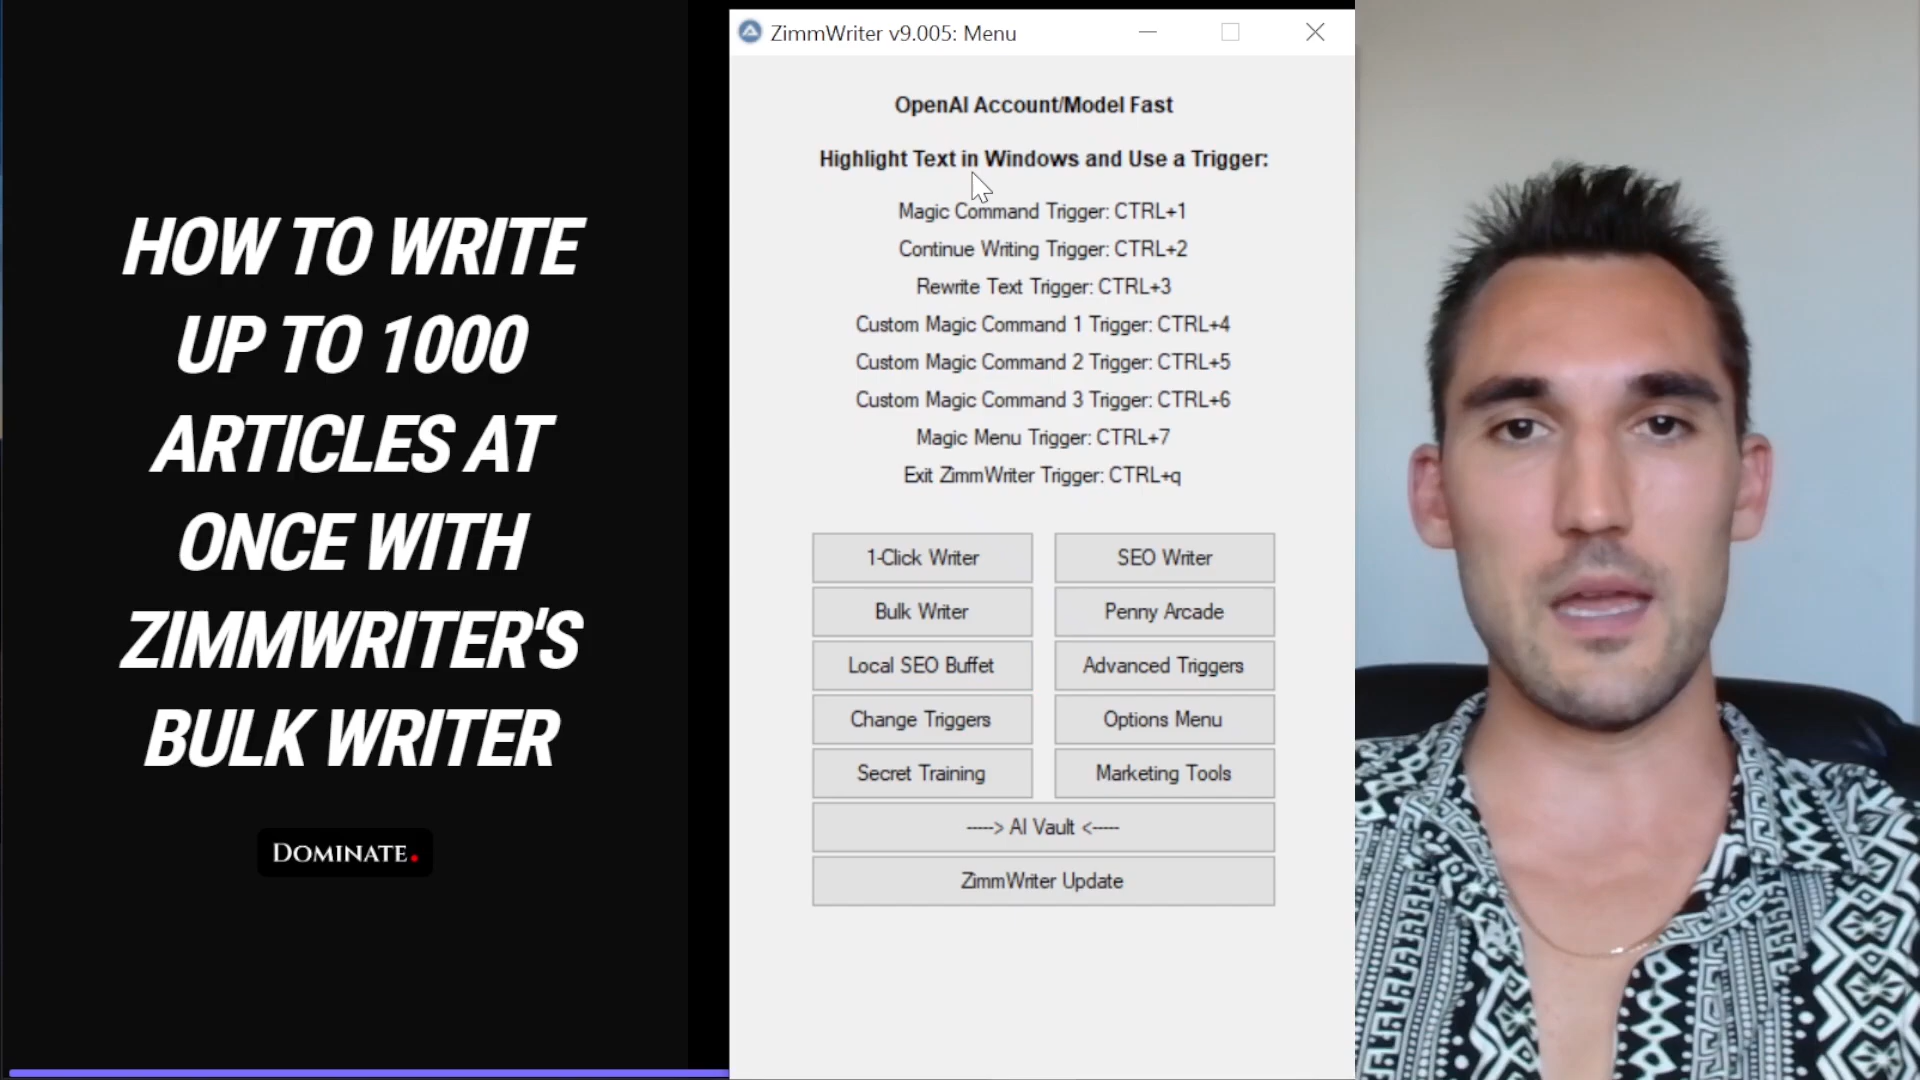 HOW TO WRITE
UP TO 1000
ARTICLES AT
ONCE WITH
ZIMMWRITER'S
BULK WRITER
DOMINATE.
ZimmWriter v9.005: Menu
OpenAI Account/Model Fast
Highlight Text in Windows and Use a Trigger:
Magic Command Trigger: CTRL+1
Continue Writing Trigger: CTRL+2
Rewrite Text Trigger: CTRL+3
Custom Magic Command 1 Trigger: CTRL+4
Custom Magic Command 2 Trigger: CTRL+5
Custom Magic Command 3 Trigger: CTRL+6
Magic Menu Trigger: CTRL+7
Exit ZimmWriter Trigger: CTRL+q
1-Click Writer
SEO Writer
Bulk Writer
Penny Arcade
Local SEO Buffet
Advanced Triggers
Change Triggers
Options Menu
Secret Training
Marketing Tools
-----> AI Vault <-----
ZimmWriter Update